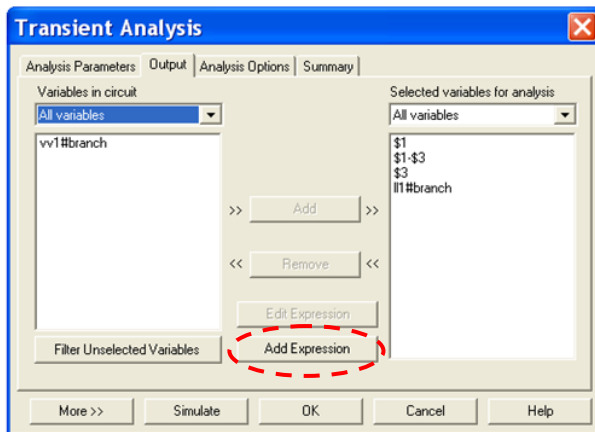 Transient Analysis
Analysis Parameters Output Analysis Options Summary
Variables in circuit
Selected variables for analysis
All variables
All variables
vv1#branch
$1
$1-$3
$3
ll1#branch
>> Add >>
<< Remove <<
Edit Expression
Filter Unselected Variables
Add Expression
More >> Simulate OK Cancel Help